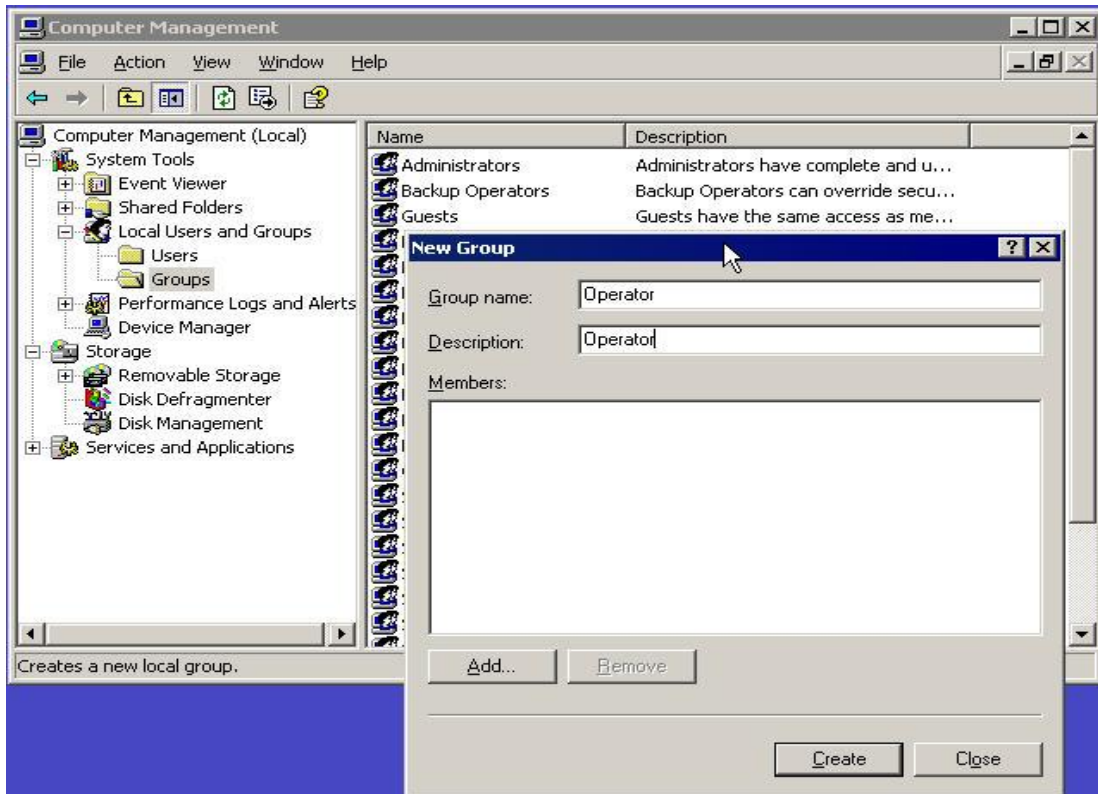 Computer Management
File Action View Window Help
Computer Management (Local)
System Tools
Event Viewer
Shared Folders
Local Users and Groups
Users
Groups
Performance Logs and Alerts
Device Manager
Storage
Removable Storage
Disk Defragmenter
Disk Management
Services and Applications
Name Description
Administrators Administrators have complete and u...
Backup Operators Backup Operators can override secu...
Guests Guests have the same access as me...
New Group
Group name: Operator
Description: Operator
Members:
Add... Remove
Create Close
Creates a new local group.